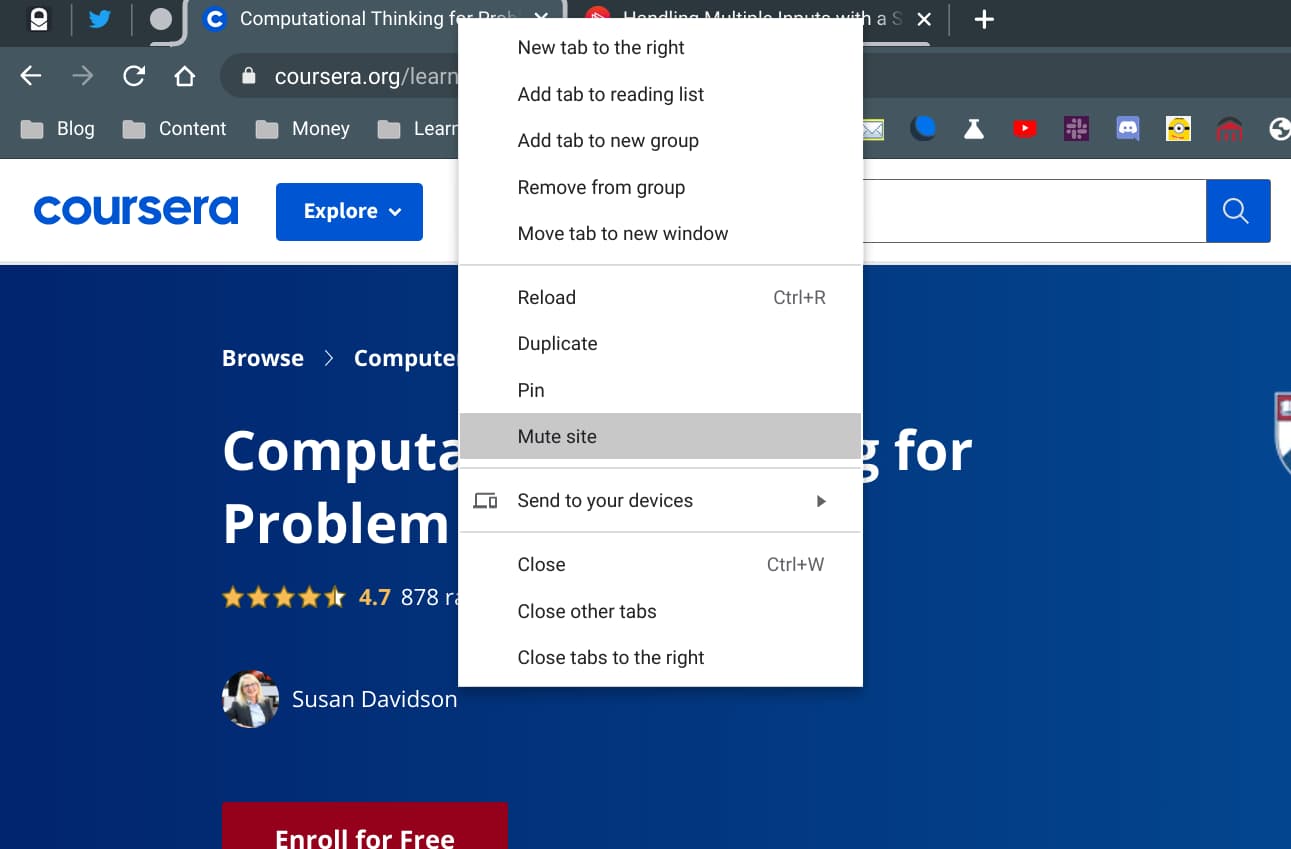 Computational Thinking for Prob
Handling Multiple Inputs with a S
coursera.org/learn
Blog
Content
Money
Learn
New tab to the right
Add tab to reading list
Add tab to new group
Remove from group
Move tab to new window
Reload Ctrl+R
Duplicate
Pin
Mute site
Send to your devices
Close Ctrl+W
Close other tabs
Close tabs to the right
coursera
Explore
Browse > Compute
Computa g for
Problem
4.7 878 ra
Susan Davidson
Enroll for Free